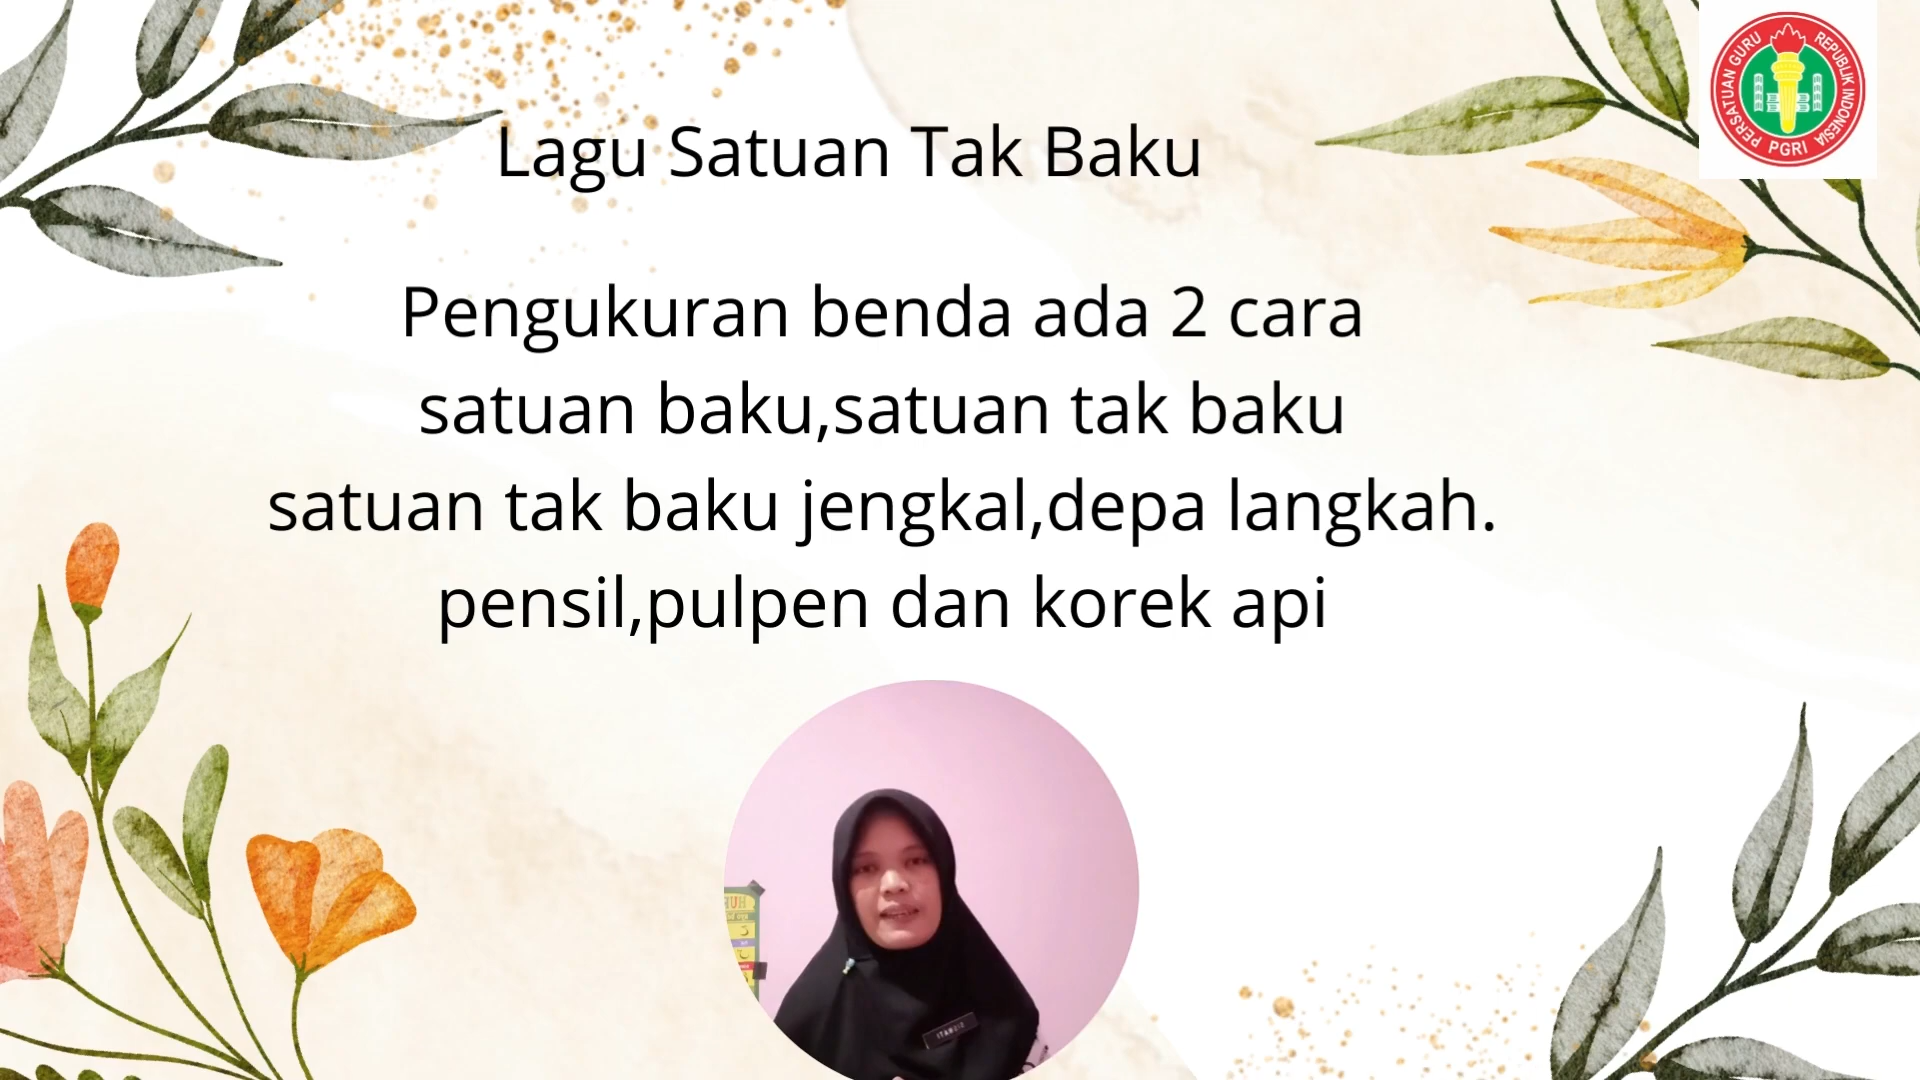 PERSATUAN GURU REPUBLIK INDONESIA
PGRI
Lagu Satuan Tak Baku
Pengukuran benda ada 2 cara
satuan baku,satuan tak baku
satuan tak baku jengkal,depa langkah.
pensil,pulpen dan korek api